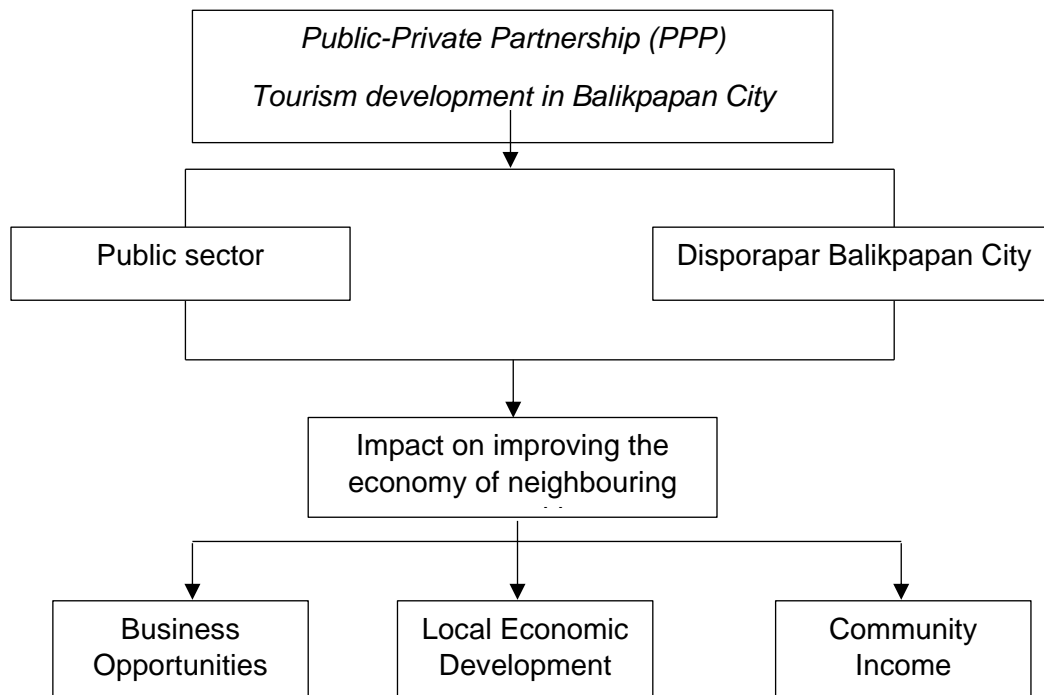 Public-Private Partnership (PPP)
Tourism development in Balikpapan City
Public sector
Disporapar Balikpapan City
Impact on improving the
economy of neighbouring
Business
Opportunities
Local Economic
Development
Community
Income